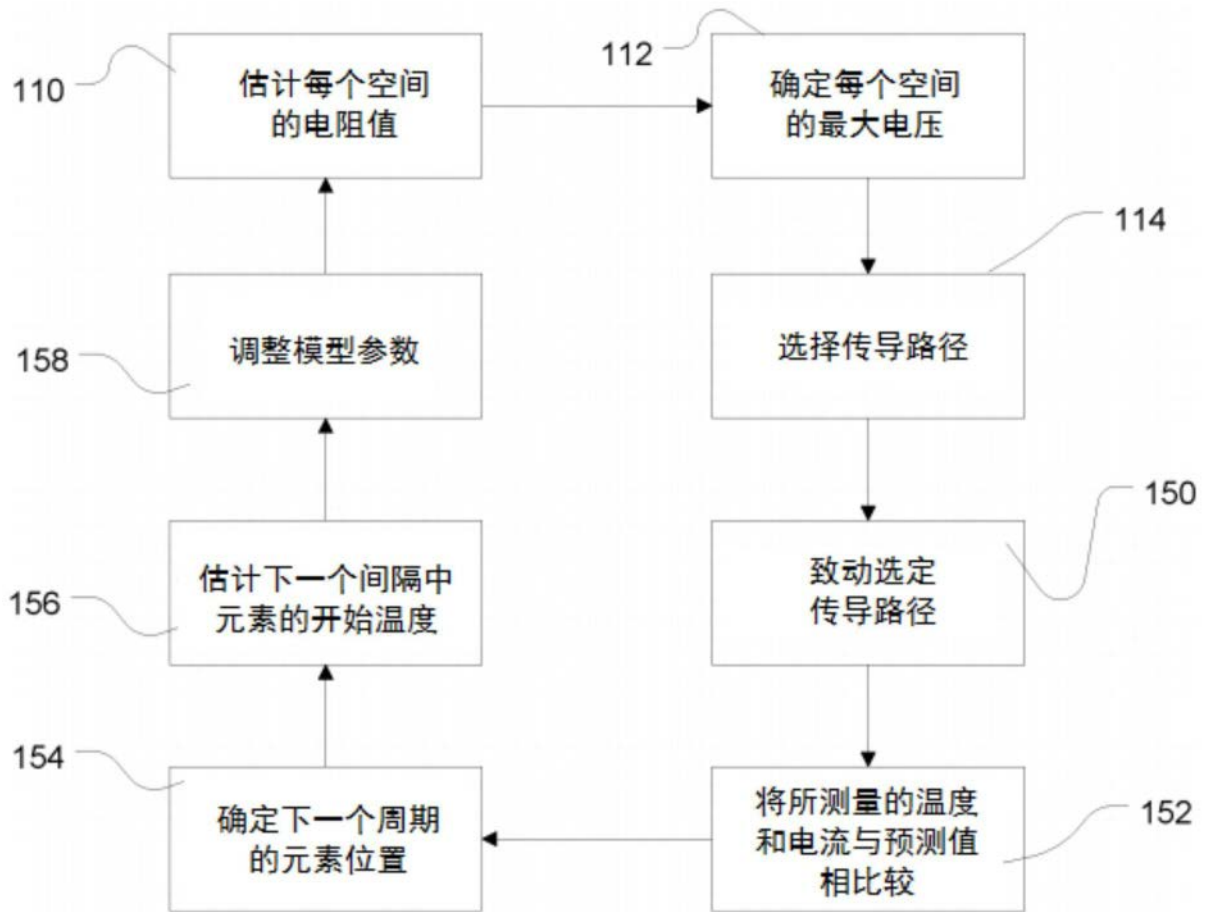 110
估计每个空间
的电阻值
112
确定每个空间
的最大电压
114
选择传导路径
150
致动选定
传导路径
152
将所测量的温度
和电流与预测值
相比较
154
确定下一个周期
的元素位置
156
估计下一个间隔中
元素的开始温度
158
调整模型参数